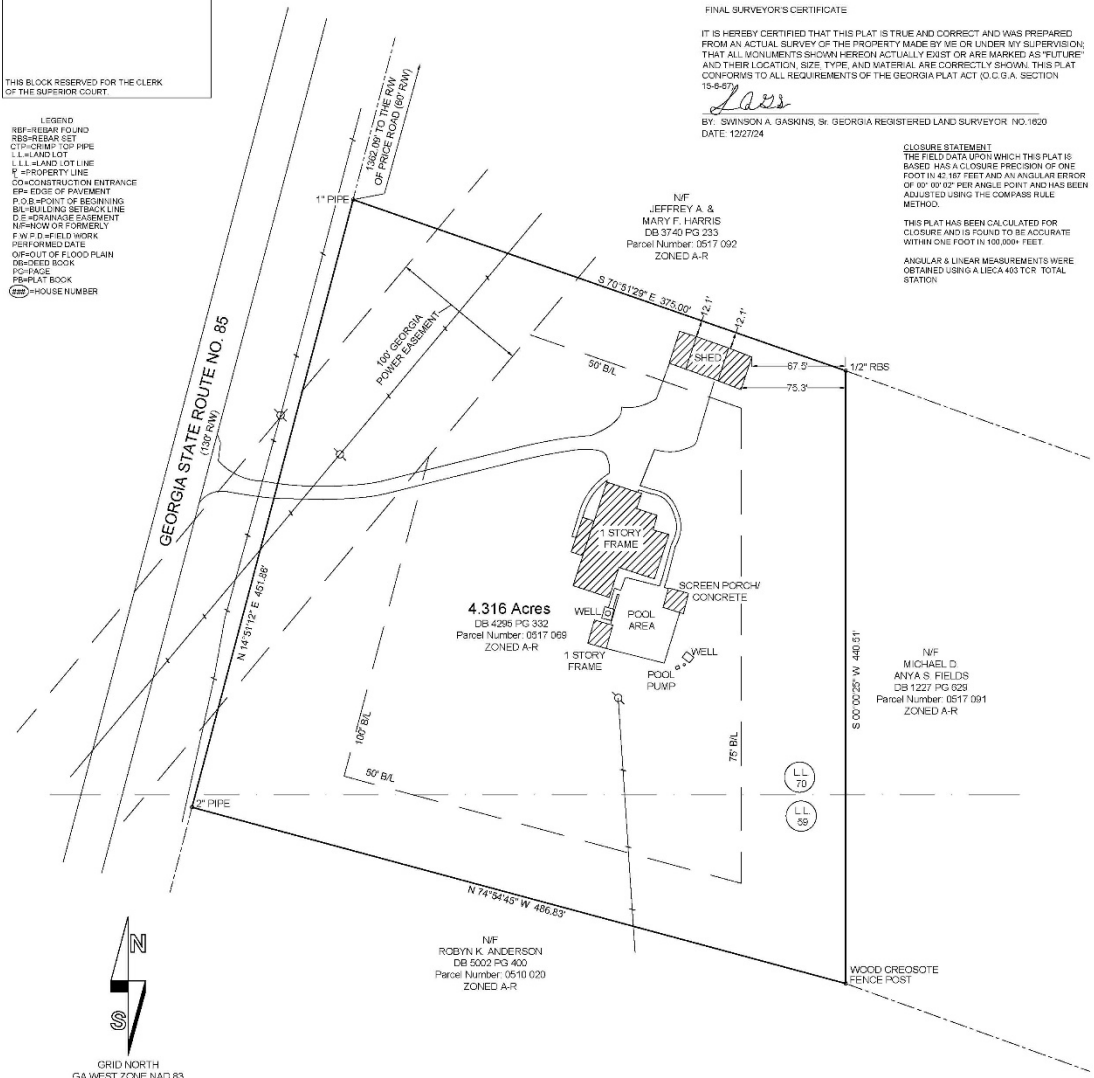 THIS BLOCK RESERVED FOR THE CLERK
OF THE SUPERIOR COURT.
LEGEND
RBF=REBAR FOUND
RBS=REBAR SET
CTP=CRIMP TOP PIPE
L.L.=LAND LOT
L.L.L.=LAND LOT LINE
P =PROPERTY LINE
CO=CONSTRUCTION ENTRANCE
EP= EDGE OF PAVEMENT
P.O.B.=POINT OF BEGINNING
B/L=BUILDING SETBACK LINE
D.E.=DRAINAGE EASEMENT
N/F=NOW OR FORMERLY
F.W.P.D.=FIELD WORK
PERFORMED DATE
O/F=OUT OF FLOOD PLAIN
DB=DEED BOOK
PG=PAGE
PB=PLAT BOOK
###=HOUSE NUMBER
FINAL SURVEYOR'S CERTIFICATE
IT IS HEREBY CERTIFIED THAT THIS PLAT IS TRUE AND CORRECT AND WAS PREPARED
FROM AN ACTUAL SURVEY OF THE PROPERTY MADE BY ME OR UNDER MY SUPERVISION;
THAT ALL MONUMENTS SHOWN HEREON ACTUALLY EXIST OR ARE MARKED AS "FUTURE"
AND THEIR LOCATION, SIZE, TYPE, AND MATERIAL ARE CORRECTLY SHOWN. THIS PLAT
CONFORMS TO ALL REQUIREMENTS OF THE GEORGIA PLAT ACT (O.C.G.A. SECTION
15-6-67).
BY: SWINSON A. GASKINS, Sr. GEORGIA REGISTERED LAND SURVEYOR NO.1620
DATE: 12/27/24
CLOSURE STATEMENT
THE FIELD DATA UPON WHICH THIS PLAT IS
BASED HAS A CLOSURE PRECISION OF ONE
FOOT IN 42,167 FEET AND AN ANGULAR ERROR
OF 00° 00' 02" PER ANGLE POINT AND HAS BEEN
ADJUSTED USING THE COMPASS RULE
METHOD.
THIS PLAT HAS BEEN CALCULATED FOR
CLOSURE AND IS FOUND TO BE ACCURATE
WITHIN ONE FOOT IN 100,000+ FEET.
ANGULAR & LINEAR MEASUREMENTS WERE
OBTAINED USING A LIECA 403 TCR TOTAL
STATION
1362.09' TO THE R/W
OF PRICE ROAD (60' R/W)
1" PIPE
N/F
JEFFREY A. &
MARY F. HARRIS
DB 3740 PG 233
Parcel Number: 0517 092
ZONED A-R
S 70°51'29" E 375.00'
12.1'
12.1'
SHED
67.5'
75.3'
1/2" RBS
100' GEORGIA
POWER EASEMENT
50' B/L
GEORGIA STATE ROUTE NO. 85
(130' R/W)
N 14°51'12" E 451.86'
1 STORY
FRAME
SCREEN PORCH/
CONCRETE
4.316 Acres
DB 4295 PG 332
Parcel Number: 0517 069
ZONED A-R
WELL
POOL
AREA
1 STORY
FRAME
WELL
POOL
PUMP
S 00°00'25" W 440.51'
N/F
MICHAEL D.
ANYA S. FIELDS
DB 1227 PG 629
Parcel Number: 0517 091
ZONED A-R
100' B/L
75' B/L
50' B/L
L.L.
70
L.L.
59
2" PIPE
N 74°54'45" W 486.83'
N/F
ROBYN K. ANDERSON
DB 5002 PG 400
Parcel Number: 0510 020
ZONED A-R
WOOD CREOSOTE
FENCE POST
N
S
GRID NORTH
GA WEST ZONE NAD 83